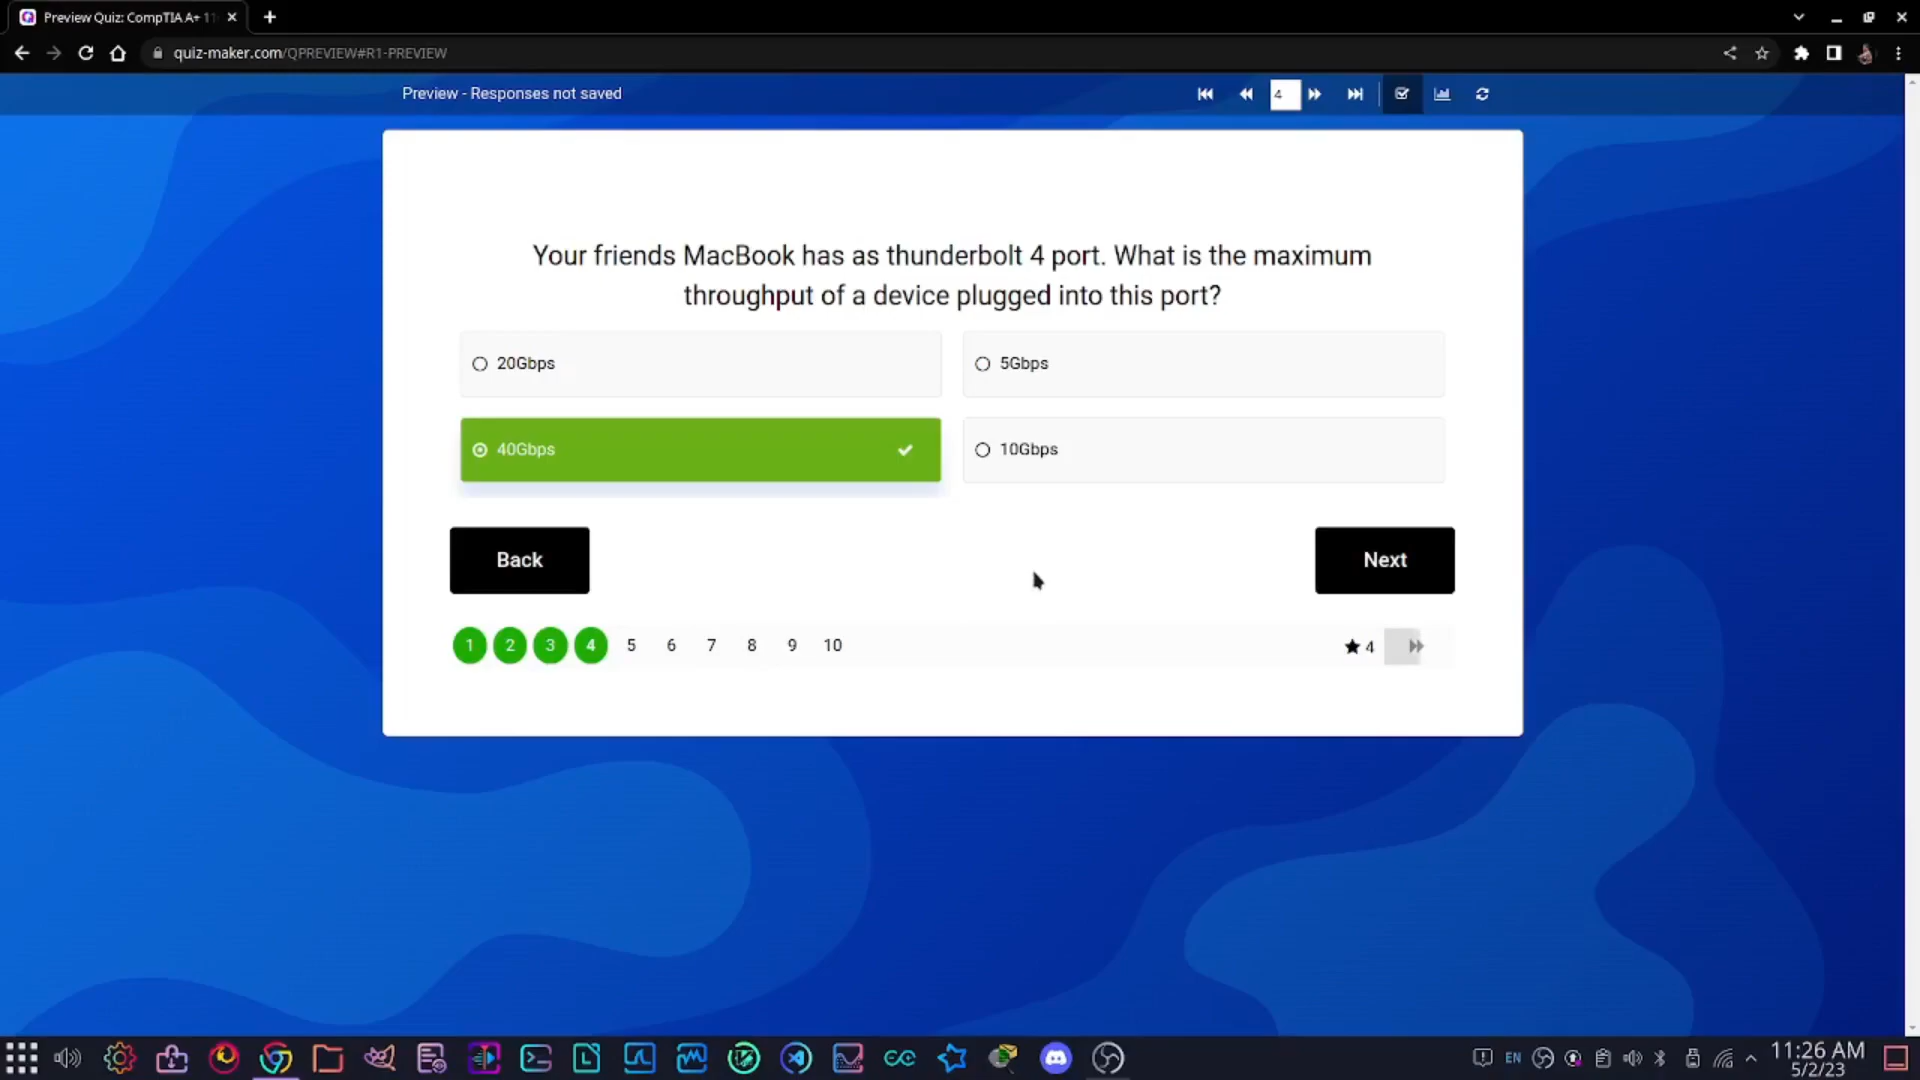 Preview Quiz: CompTIA A+ 11
quiz-maker.com/QPREVIEW#R1-PREVIEW
Preview - Responses not saved
4
Your friends MacBook has as thunderbolt 4 port. What is the maximum
throughput of a device plugged into this port?
20Gbps
5Gbps
40Gbps
10Gbps
Back
Next
1 2 3 4 5 6 7 8 9 10
4
EN
11:26 AM
5/2/23